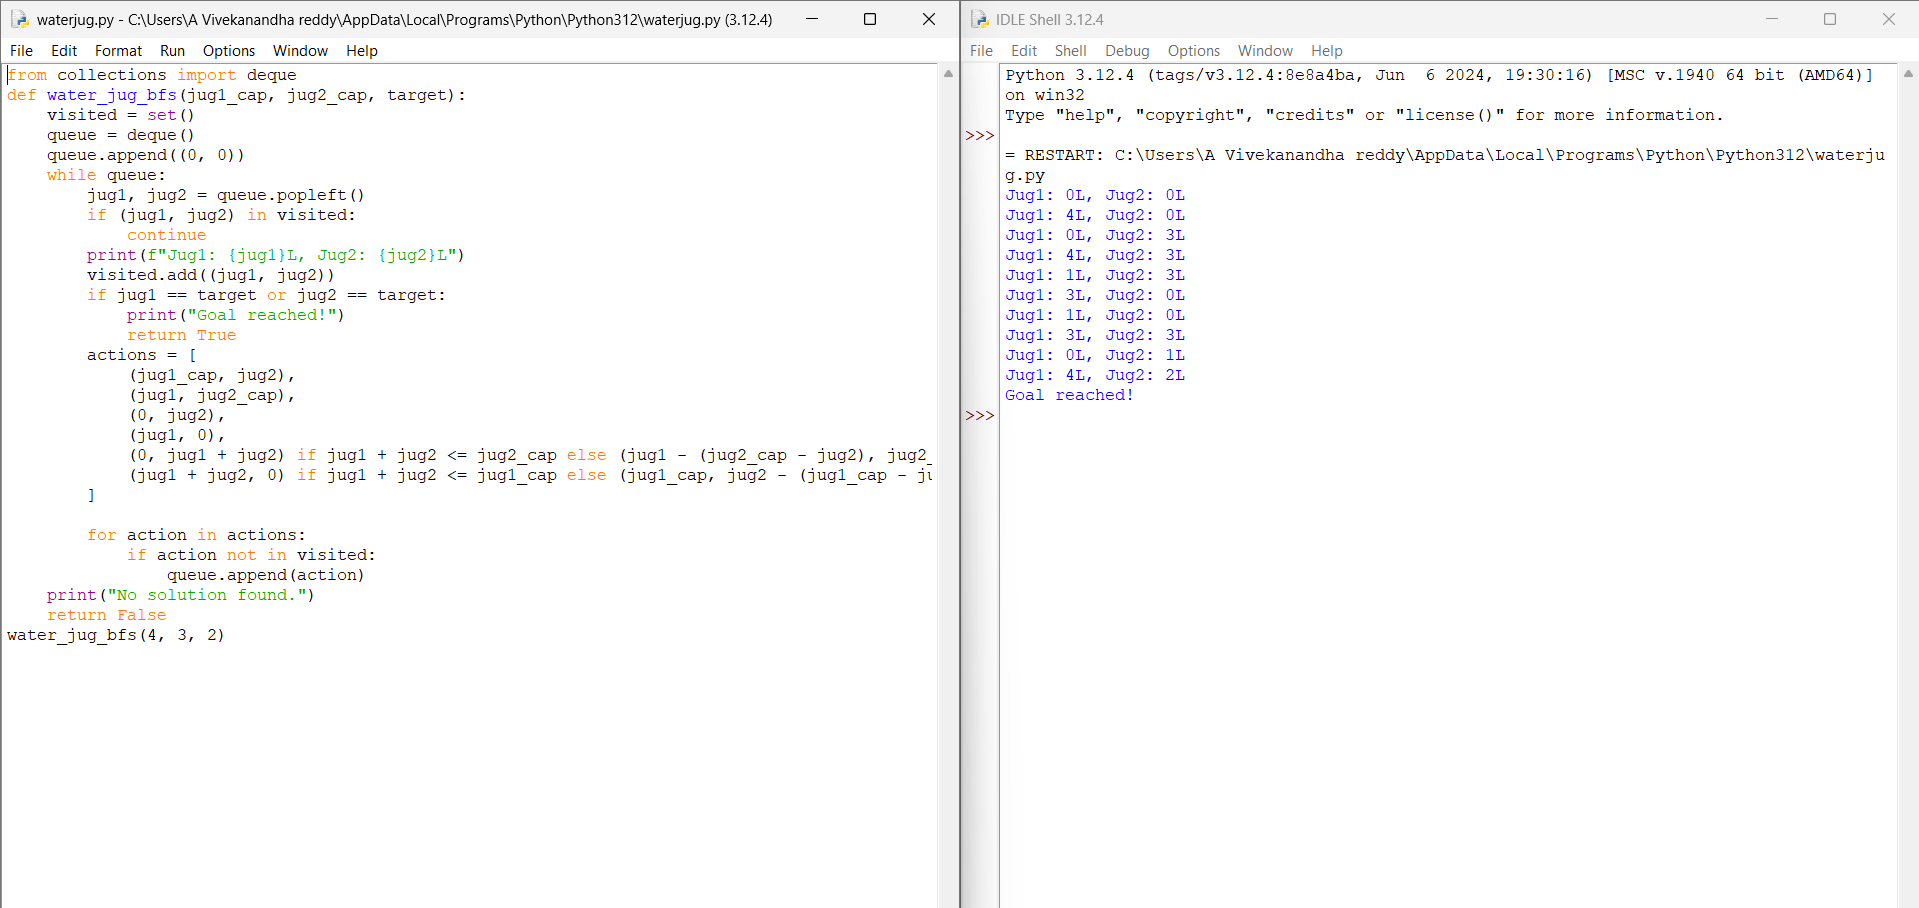 waterjug.py - C:\Users\A Vivekanandha reddy\AppData\Local\Programs\Python\Python312\waterjug.py (3.12.4)
File Edit Format Run Options Window Help
from collections import deque
def water_jug_bfs(jug1_cap, jug2_cap, target):
    visited = set()
    queue = deque()
    queue.append((0, 0))
    while queue:
        jug1, jug2 = queue.popleft()
        if (jug1, jug2) in visited:
            continue
        print(f"Jug1: {jug1}L, Jug2: {jug2}L")
        visited.add((jug1, jug2))
        if jug1 == target or jug2 == target:
            print("Goal reached!")
            return True
        actions = [
            (jug1_cap, jug2),
            (jug1, jug2_cap),
            (0, jug2),
            (jug1, 0),
            (0, jug1 + jug2) if jug1 + jug2 <= jug2_cap else (jug1 - (jug2_cap - jug2), jug2_
            (jug1 + jug2, 0) if jug1 + jug2 <= jug1_cap else (jug1_cap, jug2 - (jug1_cap - ju
        ]
        for action in actions:
            if action not in visited:
                queue.append(action)
    print("No solution found.")
    return False
water_jug_bfs(4, 3, 2)
IDLE Shell 3.12.4
File Edit Shell Debug Options Window Help
Python 3.12.4 (tags/v3.12.4:8e8a4ba, Jun  6 2024, 19:30:16) [MSC v.1940 64 bit (AMD64)]
on win32
Type "help", "copyright", "credits" or "license()" for more information.
>>>
= RESTART: C:\Users\A Vivekanandha reddy\AppData\Local\Programs\Python\Python312\waterju
g.py
Jug1: 0L, Jug2: 0L
Jug1: 4L, Jug2: 0L
Jug1: 0L, Jug2: 3L
Jug1: 4L, Jug2: 3L
Jug1: 1L, Jug2: 3L
Jug1: 3L, Jug2: 0L
Jug1: 1L, Jug2: 0L
Jug1: 3L, Jug2: 3L
Jug1: 0L, Jug2: 1L
Jug1: 4L, Jug2: 2L
Goal reached!
>>>